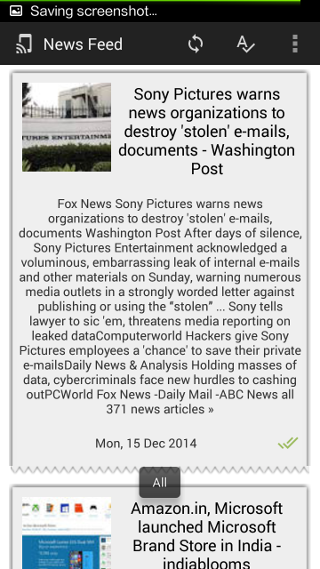 Saving screenshot...
News Feed
TURES ENTERTAINME
Sony Pictures warns
news organizations to
destroy 'stolen' e-mails,
documents - Washington
Post
Fox News Sony Pictures warns news
organizations to destroy 'stolen' e-mails,
documents Washington Post After days of silence,
Sony Pictures Entertainment acknowledged a
voluminous, embarrassing leak of internal e-mails
and other materials on Sunday, warning numerous
media outlets in a strongly worded letter against
publishing or using the “stolen” ... Sony tells
lawyer to sic 'em, threatens media reporting on
leaked dataComputerworld Hackers give Sony
Pictures employees a 'chance' to save their private
e-mailsDaily News & Analysis Holding masses of
data, cybercriminals face new hurdles to cashing
outPCWorld Fox News -Daily Mail -ABC News all
371 news articles »
Mon, 15 Dec 2014
All
Amazon.in, Microsoft
launched Microsoft
Brand Store in India -
indiablooms